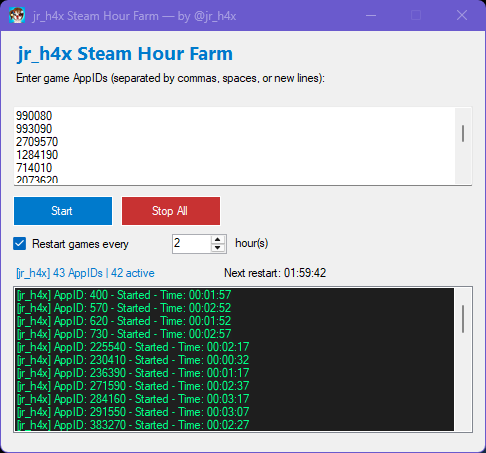 jr_h4x Steam Hour Farm — by @jr_h4x
jr_h4x Steam Hour Farm
Enter game AppIDs (separated by commas, spaces, or new lines):
990080
993090
2709570
1284190
714010
2073620
Start
Stop All
Restart games every 2 hour(s)
[jr_h4x] 43 AppIDs | 42 active
Next restart: 01:59:42
[jr_h4x] AppID: 400 - Started - Time: 00:01:57
[jr_h4x] AppID: 570 - Started - Time: 00:02:52
[jr_h4x] AppID: 620 - Started - Time: 00:01:52
[jr_h4x] AppID: 730 - Started - Time: 00:02:57
[jr_h4x] AppID: 225540 - Started - Time: 00:02:17
[jr_h4x] AppID: 230410 - Started - Time: 00:00:32
[jr_h4x] AppID: 236390 - Started - Time: 00:01:17
[jr_h4x] AppID: 271590 - Started - Time: 00:02:37
[jr_h4x] AppID: 284160 - Started - Time: 00:03:17
[jr_h4x] AppID: 291550 - Started - Time: 00:03:07
[jr_h4x] AppID: 383270 - Started - Time: 00:02:27